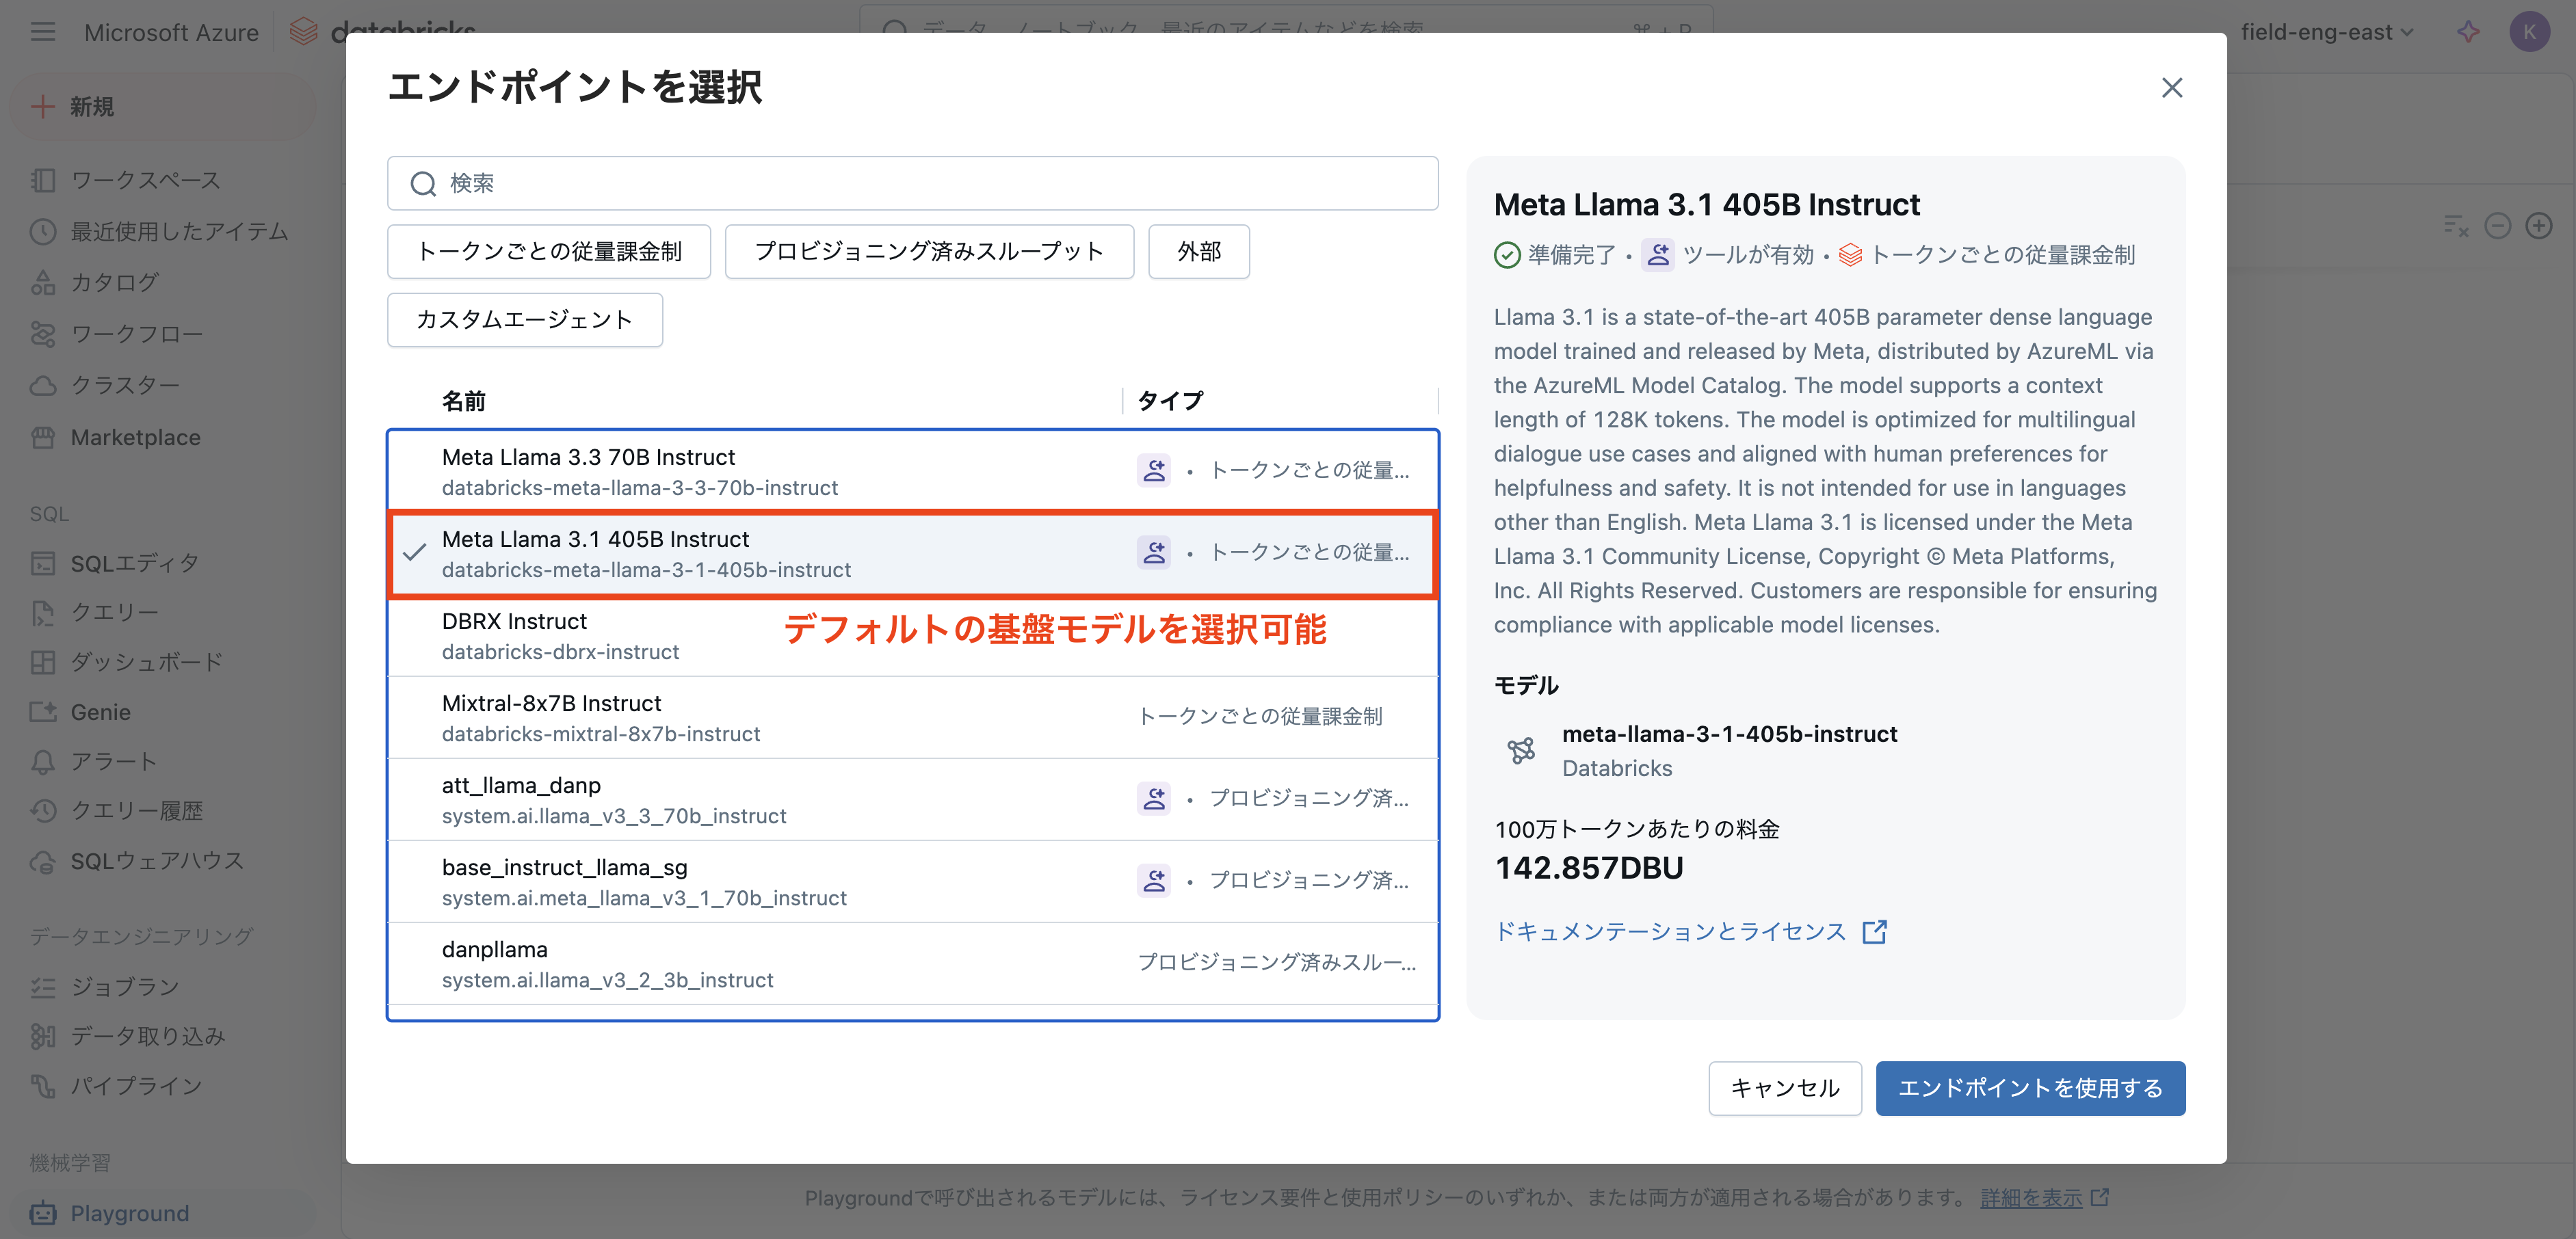 Microsoft Azure
databricks
データ、ノートブック、最近のアイテムなどを検索
⌘ + P
field-eng-east
K
新規
ワークスペース
最近使用したアイテム
カタログ
ワークフロー
クラスター
Marketplace
SQL
SQLエディタ
クエリー
ダッシュボード
Genie
アラート
クエリー履歴
SQLウェアハウス
データエンジニアリング
ジョブラン
データ取り込み
パイプライン
機械学習
Playground
エンドポイントを選択
検索
トークンごとの従量課金制
プロビジョニング済みスループット
外部
カスタムエージェント
名前
タイプ
Meta Llama 3.3 70B Instruct
databricks-meta-llama-3-3-70b-instruct
• トークンごとの従量...
Meta Llama 3.1 405B Instruct
databricks-meta-llama-3-1-405b-instruct
• トークンごとの従量...
DBRX Instruct
databricks-dbrx-instruct
デフォルトの基盤モデルを選択可能
Mixtral-8x7B Instruct
databricks-mixtral-8x7b-instruct
トークンごとの従量課金制
att_llama_danp
system.ai.llama_v3_3_70b_instruct
• プロビジョニング済...
base_instruct_llama_sg
system.ai.meta_llama_v3_1_70b_instruct
• プロビジョニング済...
danpllama
system.ai.llama_v3_2_3b_instruct
プロビジョニング済みスルー...
Meta Llama 3.1 405B Instruct
準備完了 • ツールが有効 • トークンごとの従量課金制
Llama 3.1 is a state-of-the-art 405B parameter dense language
model trained and released by Meta, distributed by AzureML via
the AzureML Model Catalog. The model supports a context
length of 128K tokens. The model is optimized for multilingual
dialogue use cases and aligned with human preferences for
helpfulness and safety. It is not intended for use in languages
other than English. Meta Llama 3.1 is licensed under the Meta
Llama 3.1 Community License, Copyright © Meta Platforms,
Inc. All Rights Reserved. Customers are responsible for ensuring
compliance with applicable model licenses.
モデル
meta-llama-3-1-405b-instruct
Databricks
100万トークンあたりの料金
142.857DBU
ドキュメンテーションとライセンス
キャンセル
エンドポイントを使用する
Playgroundで呼び出されるモデルには、ライセンス要件と使用ポリシーのいずれか、または両方が適用される場合があります。 詳細を表示